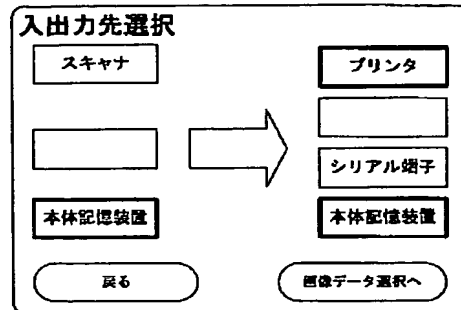 入出力先選択
スキャナ
プリンタ
シリアル端子
本体記憶装置
本体記憶装置
戻る
画像データ選択へ